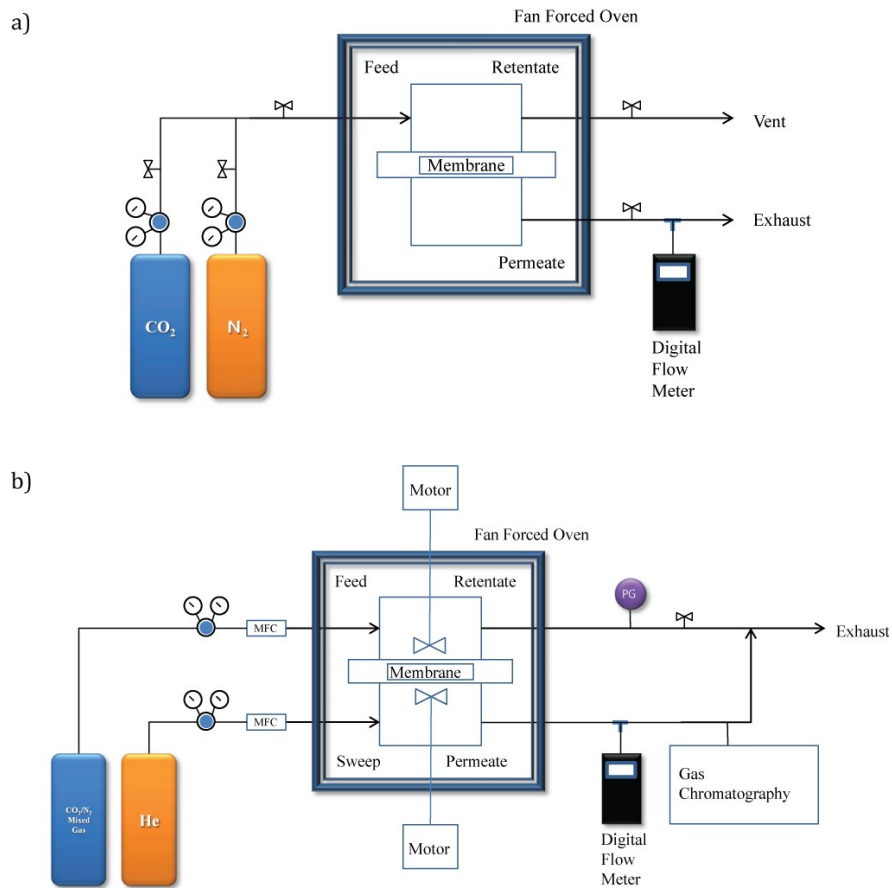 a)
Fan Forced Oven
Feed
Retentate
Vent
Membrane
Exhaust
Permeate
CO₂
N₂
Digital
Flow
Meter
b)
Motor
Fan Forced Oven
Feed
Retentate
PG
MFC
Exhaust
Membrane
MFC
Sweep
Permeate
CO₂/N₂
Mixed
Gas
He
Gas
Chromatography
Motor
Digital
Flow
Meter